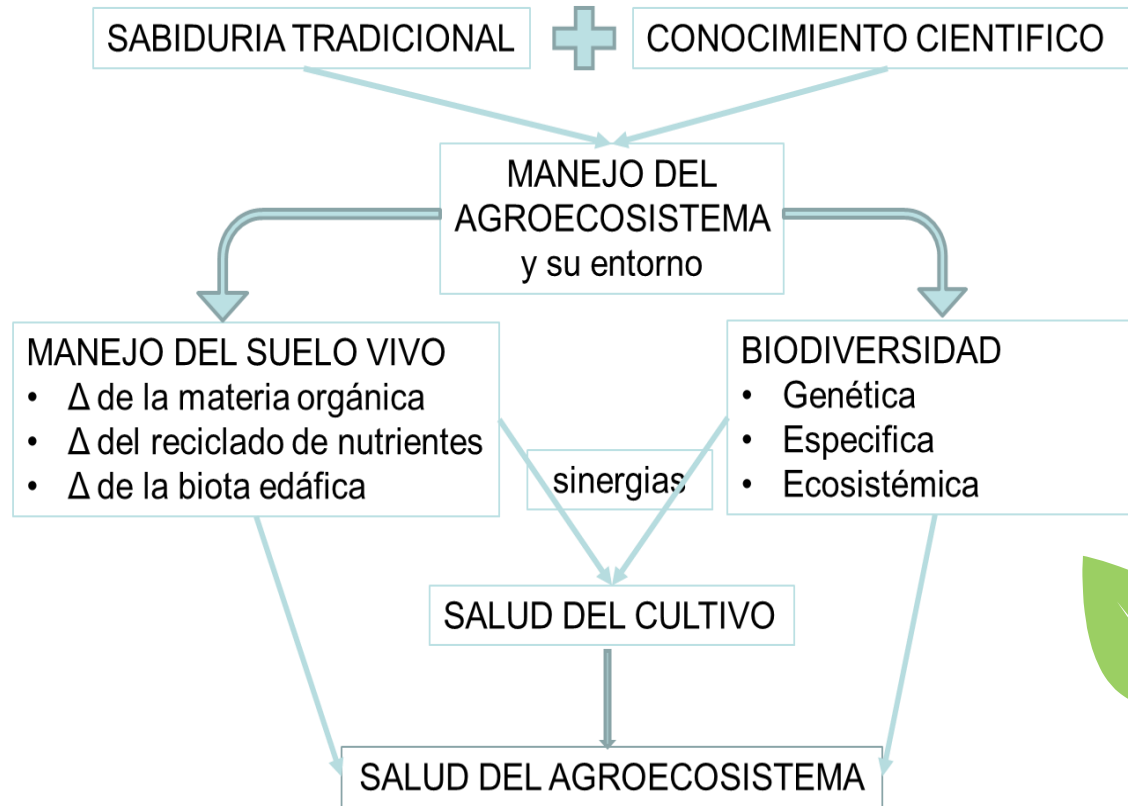 SABIDURIA TRADICIONAL
CONOCIMIENTO CIENTIFICO
MANEJO DEL
AGROECOSISTEMA
y su entorno
MANEJO DEL SUELO VIVO
• Δ de la materia orgánica
• Δ del reciclado de nutrientes
• Δ de la biota edáfica
BIODIVERSIDAD
• Genética
• Especifica
• Ecosistémica
sinergias
SALUD DEL CULTIVO
SALUD DEL AGROECOSISTEMA